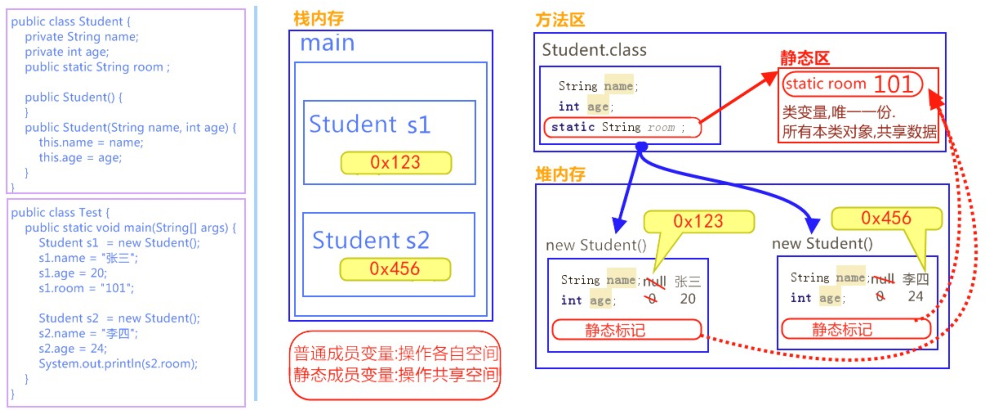 public class Student {
private String name;
private int age;
public static String room ;
public Student() {
}
public Student(String name, int age) {
this.name = name;
this.age = age;
}
}
public class Test {
public static void main(String[] args) {
Student s1 = new Student();
s1.name = "张三";
s1.age = 20;
s1.room = "101";
Student s2 = new Student();
s2.name = "李四";
s2.age = 24;
System.out.println(s2.room);
}
}
栈内存
main
Student s1
0x123
Student s2
0x456
普通成员变量:操作各自空间
静态成员变量:操作共享空间
方法区
Student.class
String name;
int age;
static String room ;
静态区
static room 101
类变量,唯一一份.
所有本类对象,共享数据
堆内存
0x123
new Student()
String name; null 张三
int age; 0 20
静态标记
0x456
new Student()
String name; null 李四
int age; 0 24
静态标记